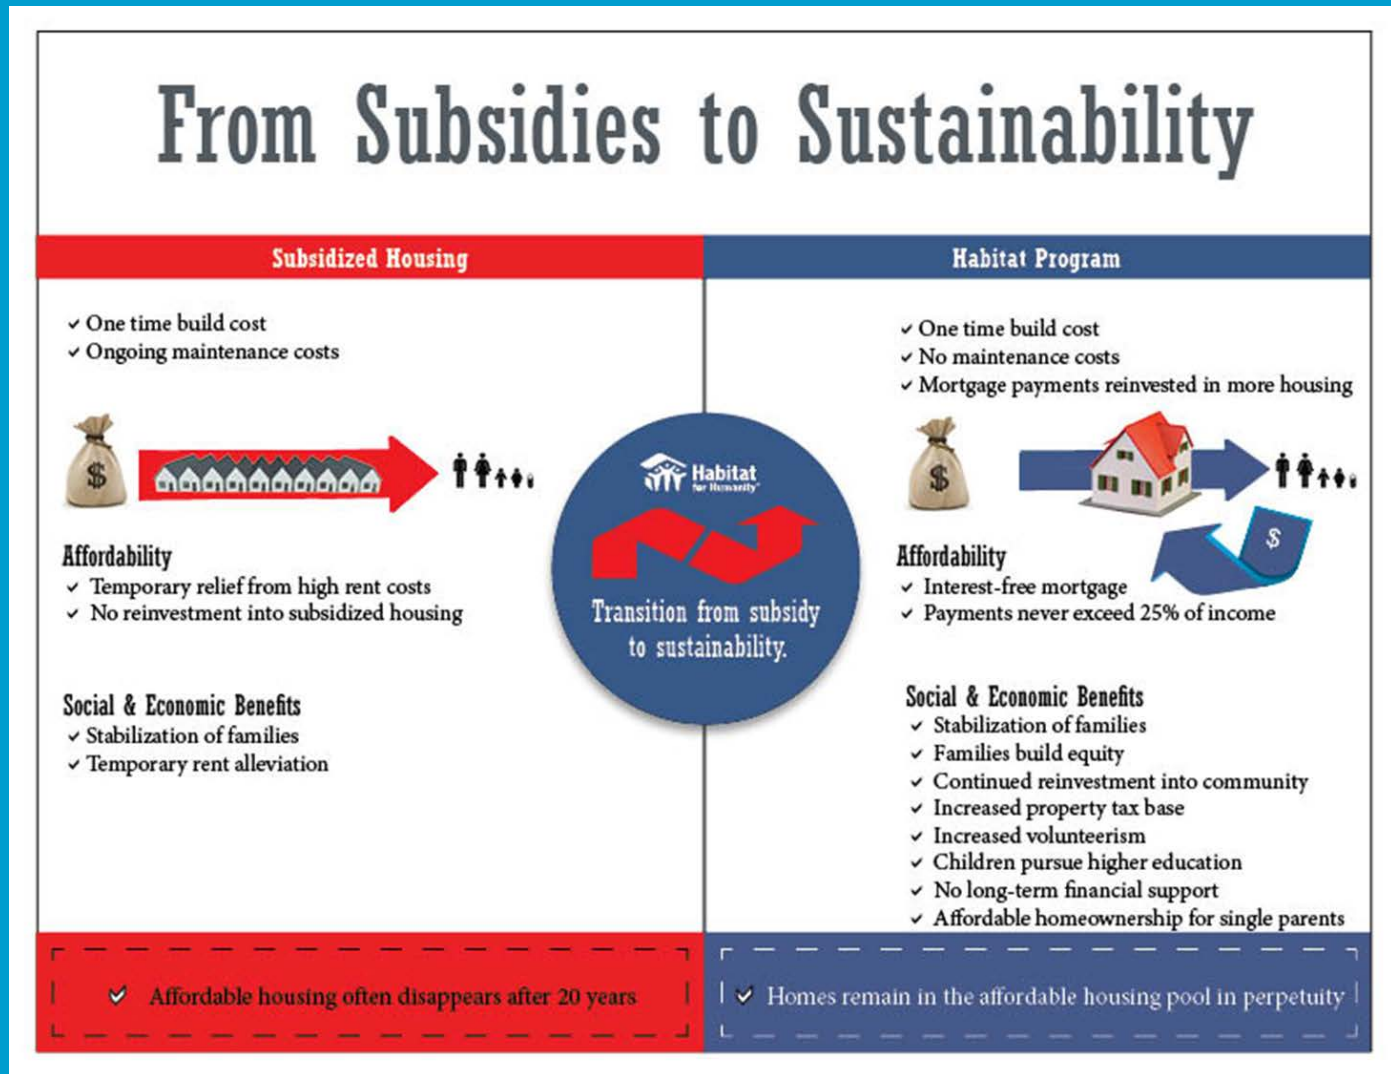 From Subsidies to Sustainability
Subsidized Housing
One time build cost
Ongoing maintenance costs
$
Affordability
Temporary relief from high rent costs
No reinvestment into subsidized housing
Social & Economic Benefits
Stabilization of families
Temporary rent alleviation
Affordable housing often disappears after 20 years
Habitat
for Humanity™
Transition from subsidy
to sustainability.
Habitat Program
One time build cost
No maintenance costs
Mortgage payments reinvested in more housing
$
$
Affordability
Interest-free mortgage
Payments never exceed 25% of income
Social & Economic Benefits
Stabilization of families
Families build equity
Continued reinvestment into community
Increased property tax base
Increased volunteerism
Children pursue higher education
No long-term financial support
Affordable homeownership for single parents
Homes remain in the affordable housing pool in perpetuity